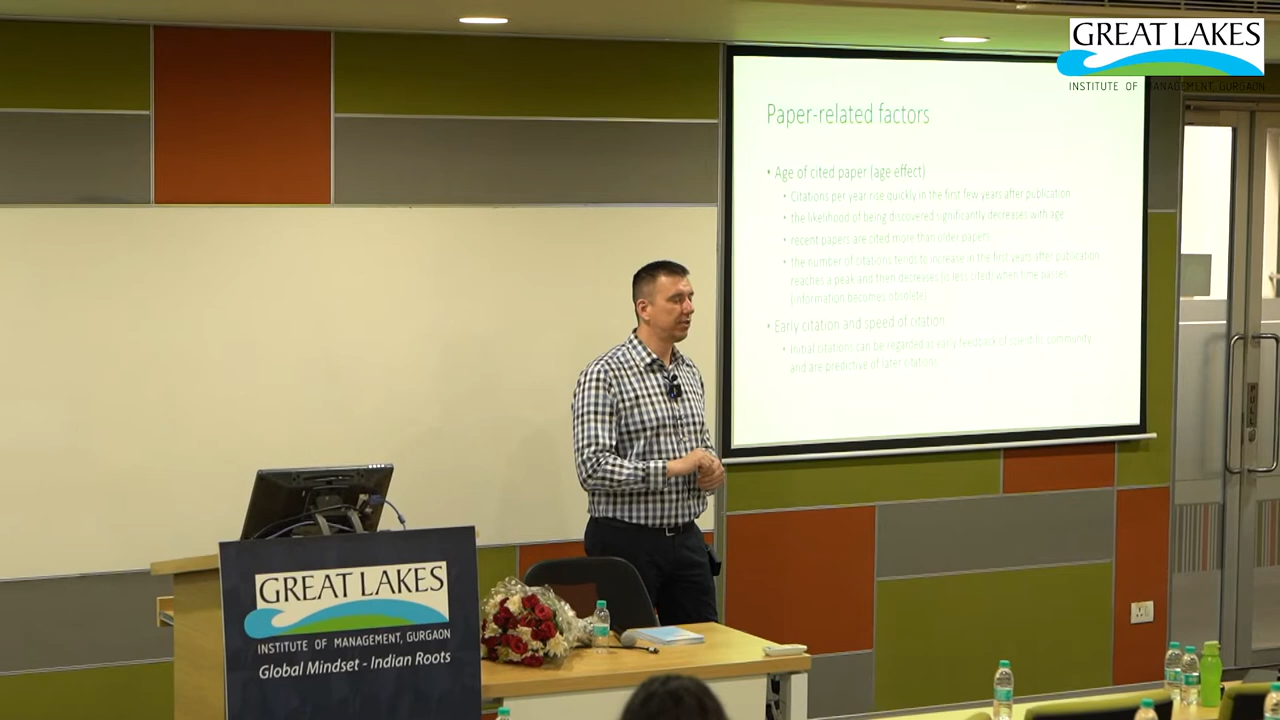 GREAT LAKES
INSTITUTE OF MANAGEMENT, GURGAON
Paper-related factors
• Age of cited paper (age effect)
• Citations per year rise quickly in the first few years after publication
• the likelihood of being discovered significantly decreases with age
• recent papers are cited more than older papers
• the number of citations tends to increase in the first years after publication
reaches a peak and then decreases (is less cited) when time passes
(information becomes obsolete)
• Early citation and speed of citation
• Initial citations can be regarded as early feedback of scientific community
and are predictive of later citations
PULL
GREAT LAKES
INSTITUTE OF MANAGEMENT, GURGAON
Global Mindset - Indian Roots